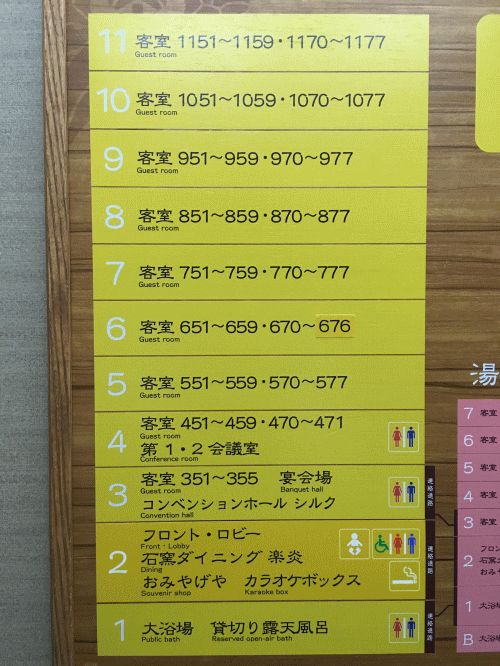 11 客室 1151～1159・1170～1177
Guest room
10 客室 1051～1059・1070～1077
Guest room
9 客室 951～959・970～977
Guest room
8 客室 851～859・870～877
Guest room
7 客室 751～759・770～777
Guest room
6 客室 651～659・670～676
Guest room
5 客室 551～559・570～577
Guest room
4 客室 451～459・470～471
Guest room
第 1・2 会議室
Conference room
3 客室 351～355 宴会場
Guest room Banquet hall
コンベンションホール シルク
Convention hall
連絡通路
2 フロント・ロビー
Front・Lobby
石窯ダイニング 楽炎
Dining
おみやげや カラオケボックス
Souvenir shop Karaoke box
連絡通路
1 大浴場 貸切り露天風呂
Public bath Reserved open-air bath
連絡通路
湯
7 客室
6 客室
5 客室
4 客室
3 客室
2 フロン
石窯ダ
おみや
1 大浴場
B 大浴場